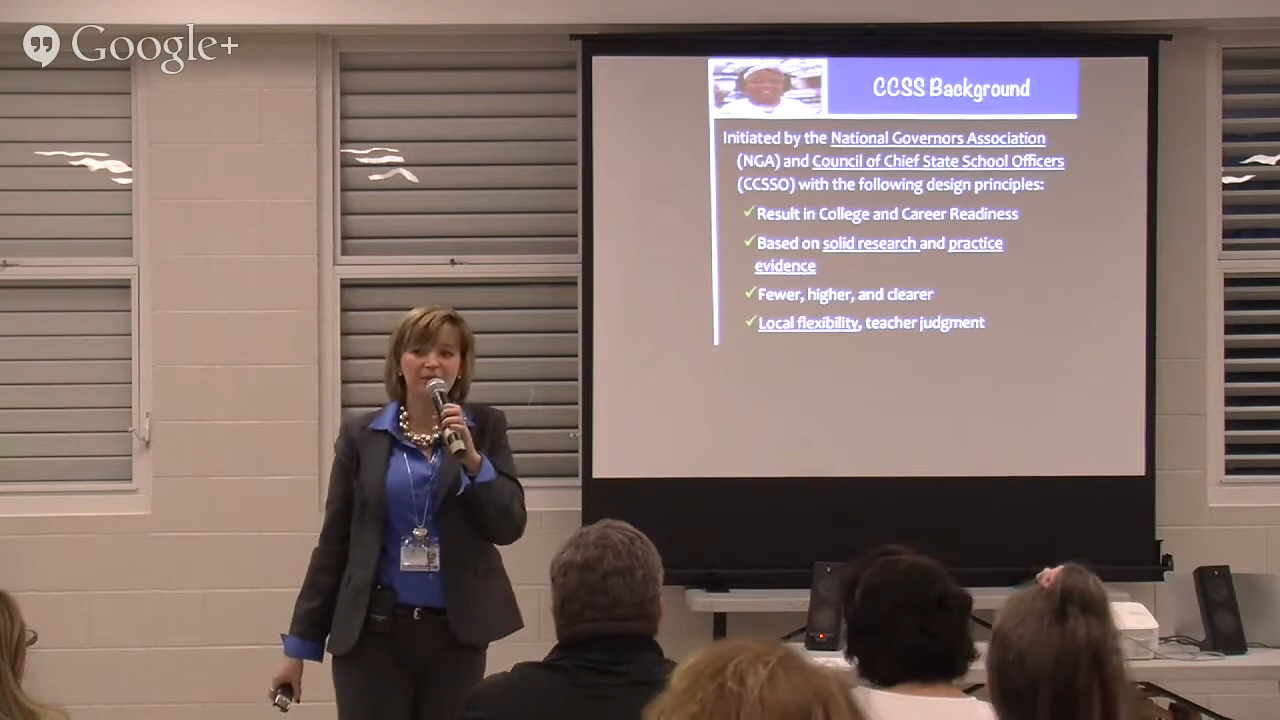 Google+
CCSS Background
Initiated by the National Governors Association
(NGA) and Council of Chief State School Officers
(CCSSO) with the following design principles:
✓Result in College and Career Readiness
✓Based on solid research and practice
evidence
✓Fewer, higher, and clearer
✓Local flexibility, teacher judgment